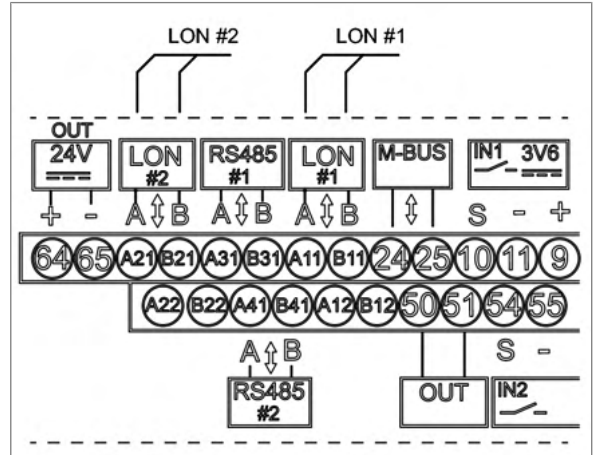 LON #2 LON #1
OUT
24V LON #2 RS485 #1 LON #1 M-BUS IN1 3V6
+ - A B A B A B S - +
64 65 A21 B21 A31 B31 A11 B11 24 25 10 11 9
A22 B22 A41 B41 A12 B12 50 51 54 55
A B S -
RS485 #2 OUT IN2